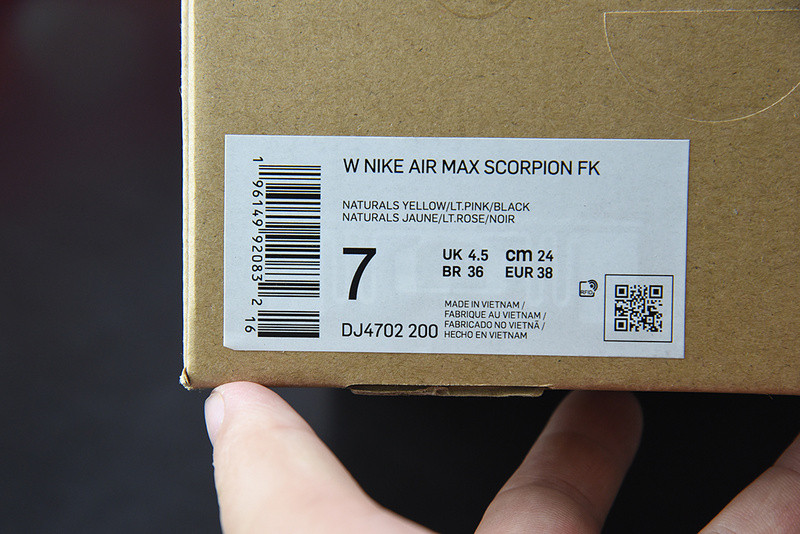 W NIKE AIR MAX SCORPION FK
NATURALS YELLOW/LT.PINK/BLACK
NATURALS JAUNE/LT.ROSE/NOIR
7
UK 4.5 cm 24
BR 36 EUR 38
DJ4702 200
MADE IN VIETNAM /
FABRIQUE AU VIETNAM /
FABRICADO NO VIETNÃ /
HECHO EN VIETNAM
RFID
1 96149 92083 2 16